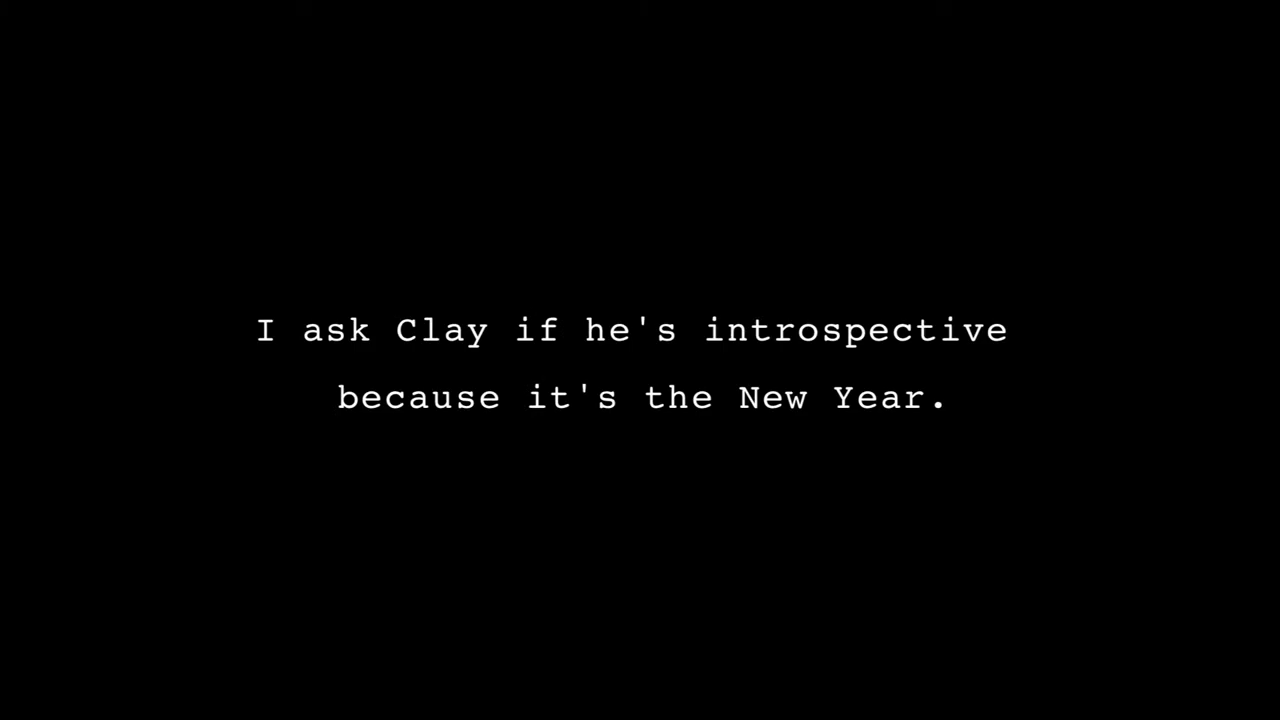 I ask Clay if he's introspective
because it's the New Year.